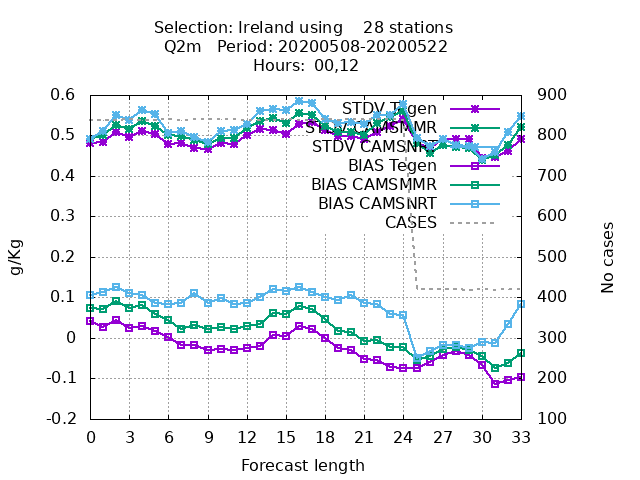 Selection: Ireland using 28 stations
Q2m Period: 20200508-20200522
Hours: 00,12
0.6
0.5
0.4
0.3
0.2
0.1
0
-0.1
-0.2
g/Kg
STDV Tegen
STDV CAMSMMR
STDV CAMSNRT
BIAS Tegen
BIAS CAMSMMR
BIAS CAMSNRT
CASES
900
800
700
600
500
400
300
200
100
No cases
0 3 6 9 12 15 18 21 24 27 30 33
Forecast length